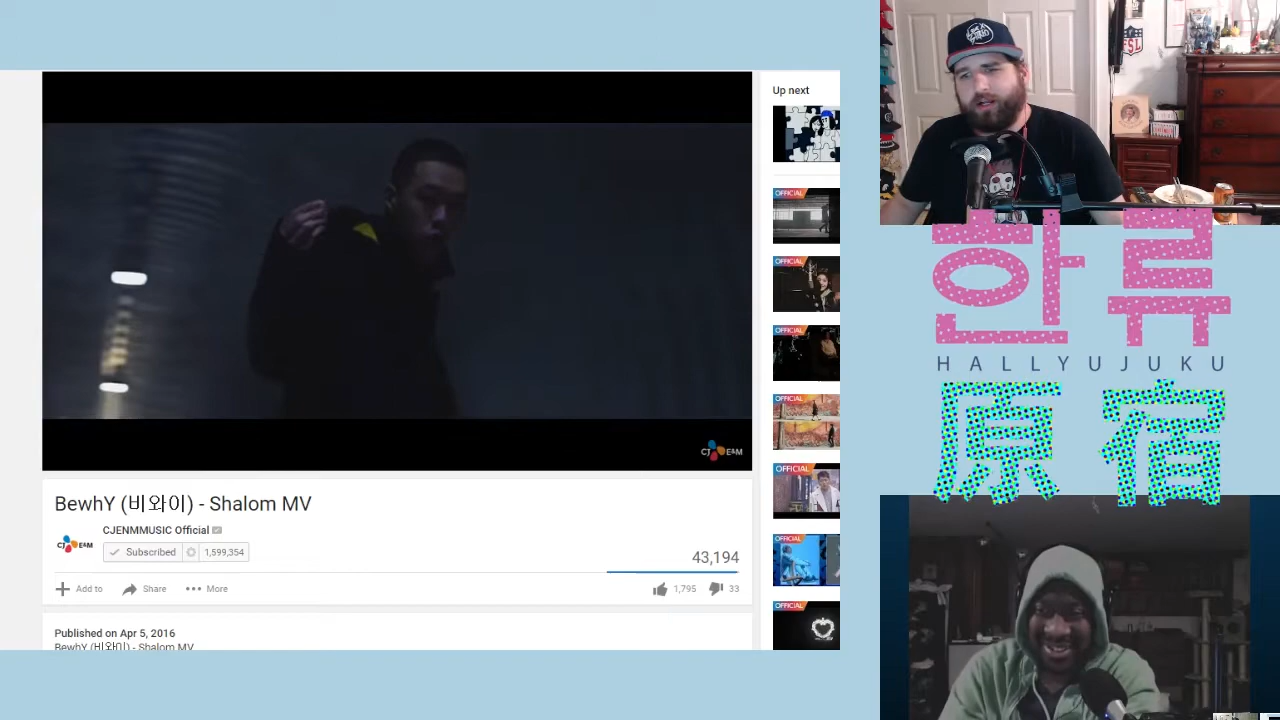 Up next
OFFICIAL
OFFICIAL
OFFICIAL
OFFICIAL
OFFICIAL
OFFICIAL
OFFICIAL
CJ E&M
BewhY (비와이) - Shalom MV
CJENMMUSIC Official
CJ E&M
Subscribed 1,599,354
43,194
Add to Share More
1,795 33
Published on Apr 5, 2016
BewhY (비와이) - Shalom MV
NFL
한류
HALLYUJUKU
原宿